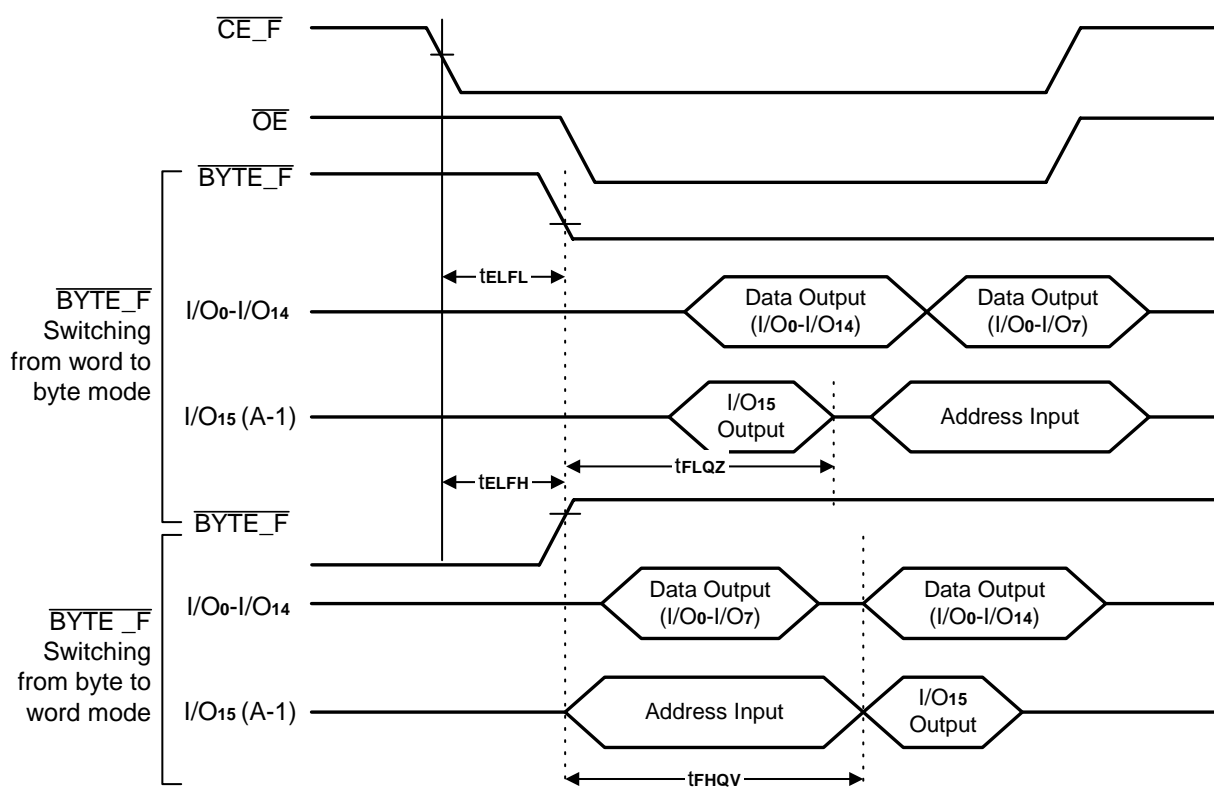 CE_F
OE
BYTE_F
tELFL
BYTE_F
Switching
from word to
byte mode
I/O0-I/O14
Data Output
(I/O0-I/O14)
Data Output
(I/O0-I/O7)
I/O15 (A-1)
I/O15
Output
Address Input
tFLQZ
tELFH
BYTE_F
BYTE _F
Switching
from byte to
word mode
I/O0-I/O14
Data Output
(I/O0-I/O7)
Data Output
(I/O0-I/O14)
I/O15 (A-1)
Address Input
I/O15
Output
tFHQV